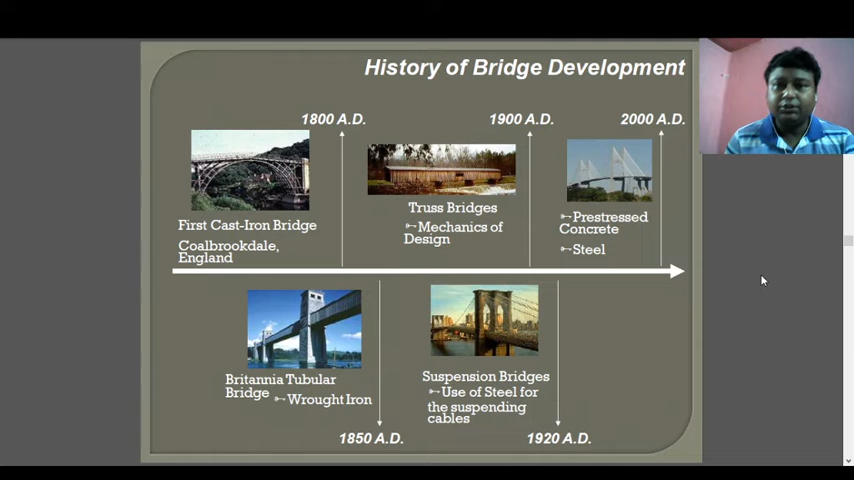 History of Bridge Development
1800 A.D.
1900 A.D.
2000 A.D.
First Cast-Iron Bridge
Coalbrookdale,
England
Truss Bridges
Mechanics of
Design
Prestressed
Concrete
Steel
Britannia Tubular
Bridge
Wrought Iron
Suspension Bridges
Use of Steel for
the suspending
cables
1850 A.D.
1920 A.D.